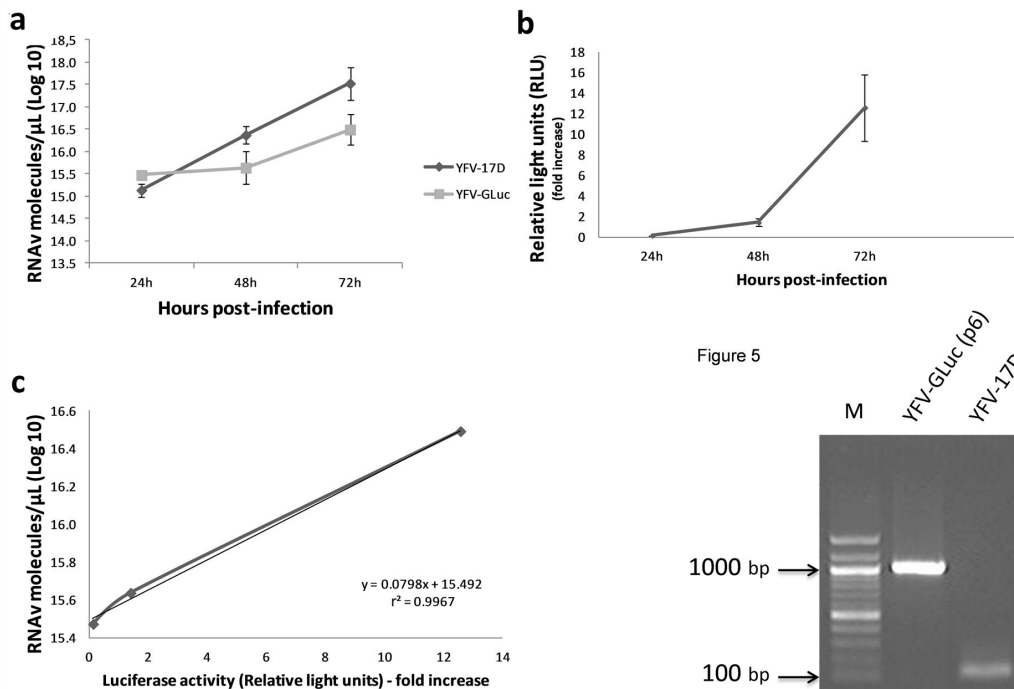 a
RNAv molecules/µL (Log 10)
18,5
18.0
17.5
17.0
16.5
16.0
15.5
15.0
14.5
14.0
13.5
24h
48h
72h
Hours post-infection
YFV-17D
YFV-GLuc
b
Relative light units (RLU)
(fold increase)
18
16
14
12
10
8
6
4
2
0
24h
48h
72h
Hours post-infection
c
RNAv molecules/µL (Log 10)
16.6
16.4
16.2
16.0
15.8
15.6
15.4
0
2
4
6
8
10
12
14
y = 0.0798x + 15.492
r² = 0.9967
Luciferase activity (Relative light units) - fold increase
Figure 5
M
YFV-GLuc (p6)
YFV-17D
1000 bp
100 bp